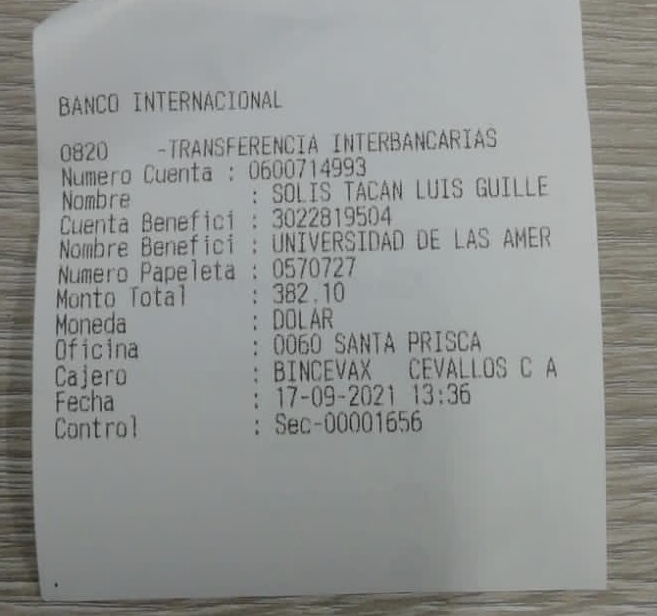 BANCO INTERNACIONAL
0820 -TRANSFERENCIA INTERBANCARIAS
Numero Cuenta : 0600714993
Nombre : SOLIS TACAN LUIS GUILLE
Cuenta Benefici : 3022819504
Nombre Benefici : UNIVERSIDAD DE LAS AMER
Numero Papeleta : 0570727
Monto Total : 382.10
Moneda : DOLAR
Oficina : 0060 SANTA PRISCA
Cajero : BINCEVAX CEVALLOS C A
Fecha : 17-09-2021 13:36
Control : Sec-00001656